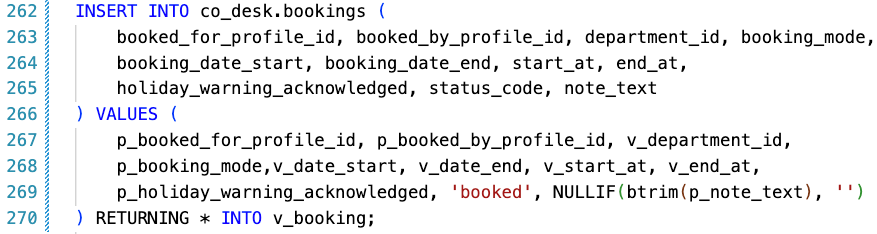 262 INSERT INTO co_desk.bookings (
263 booked_for_profile_id, booked_by_profile_id, department_id, booking_mode,
264 booking_date_start, booking_date_end, start_at, end_at,
265 holiday_warning_acknowledged, status_code, note_text
266 ) VALUES (
267 p_booked_for_profile_id, p_booked_by_profile_id, v_department_id,
268 p_booking_mode,v_date_start, v_date_end, v_start_at, v_end_at,
269 p_holiday_warning_acknowledged, 'booked', NULLIF(btrim(p_note_text), '')
270 ) RETURNING * INTO v_booking;